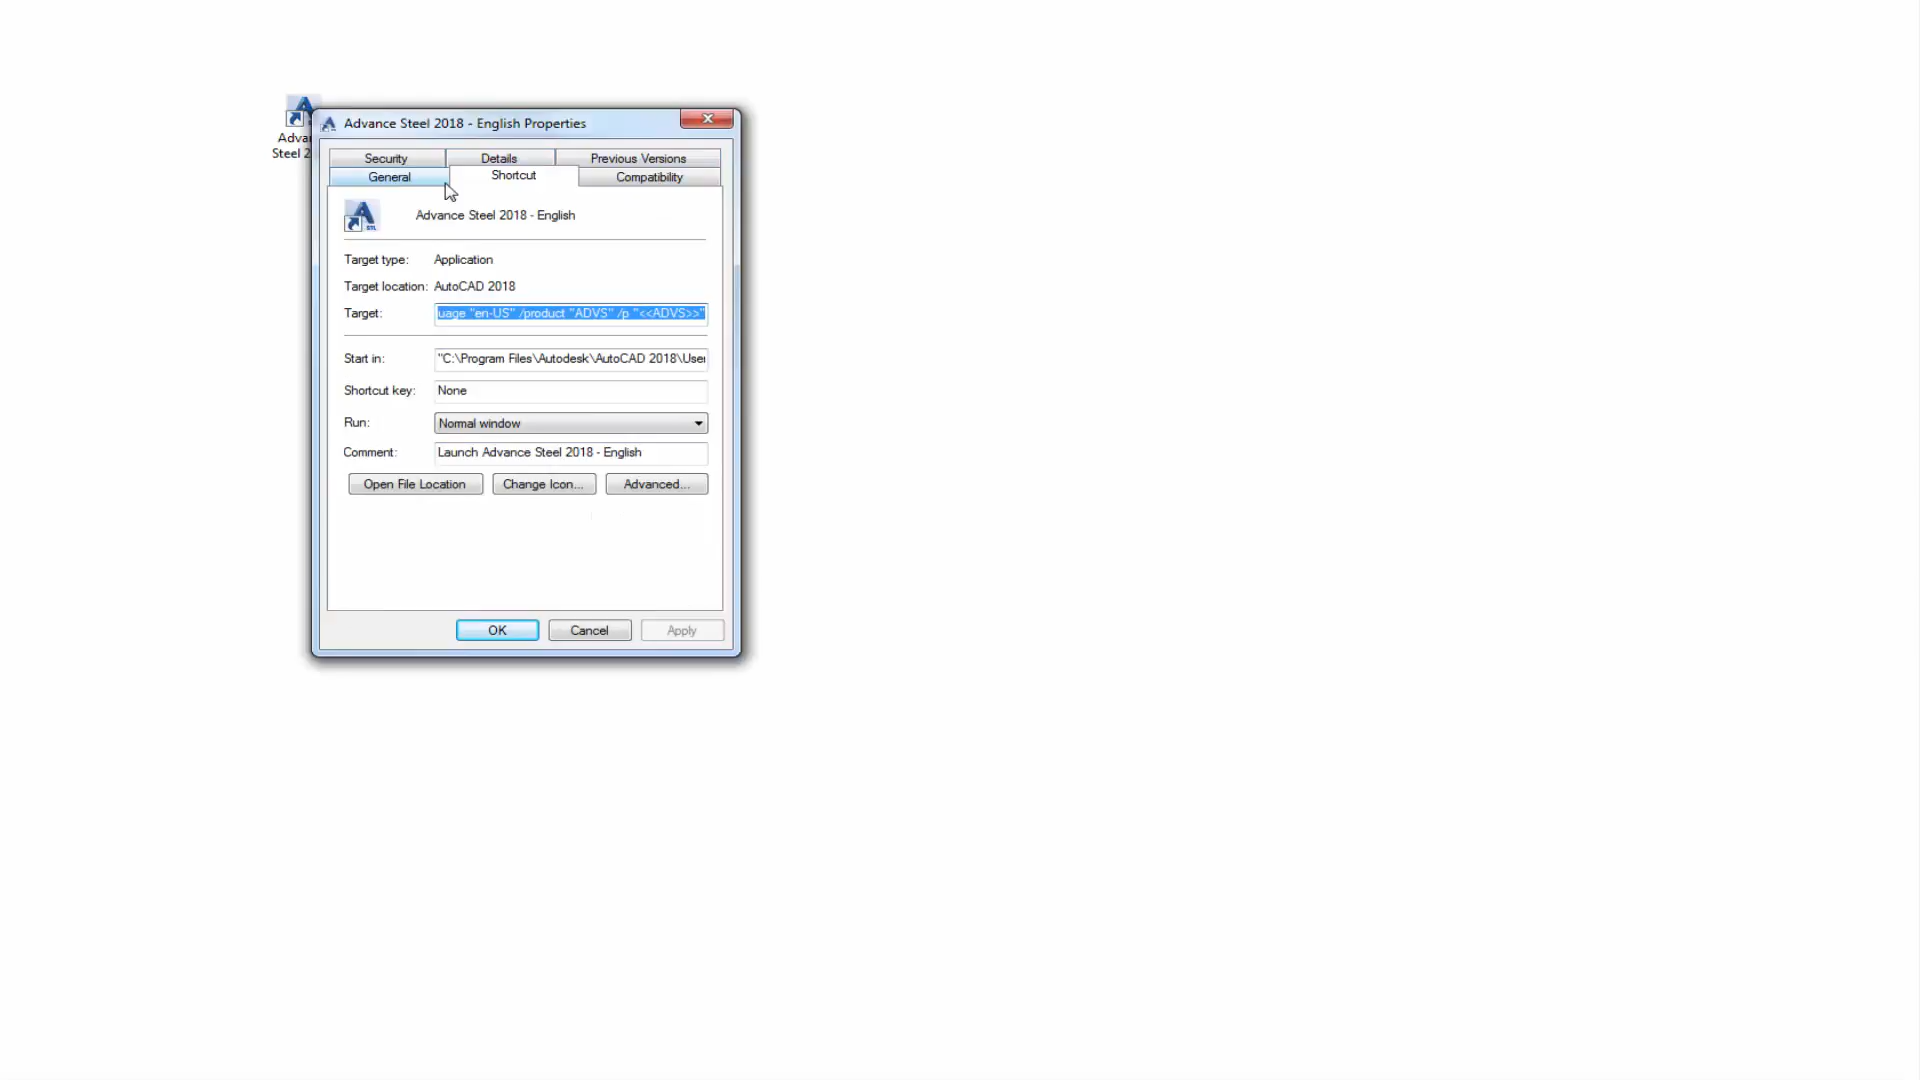 Adva
Steel 2
Advance Steel 2018 - English Properties
Security Details Previous Versions
General Shortcut Compatibility
STL
Advance Steel 2018 - English
Target type: Application
Target location: AutoCAD 2018
Target: uage "en-US" /product "ADVS" /p "<<ADVS>>"
Start in: "C:\Program Files\Autodesk\AutoCAD 2018\User
Shortcut key: None
Run: Normal window
Comment: Launch Advance Steel 2018 - English
Open File Location Change Icon... Advanced...
OK Cancel Apply